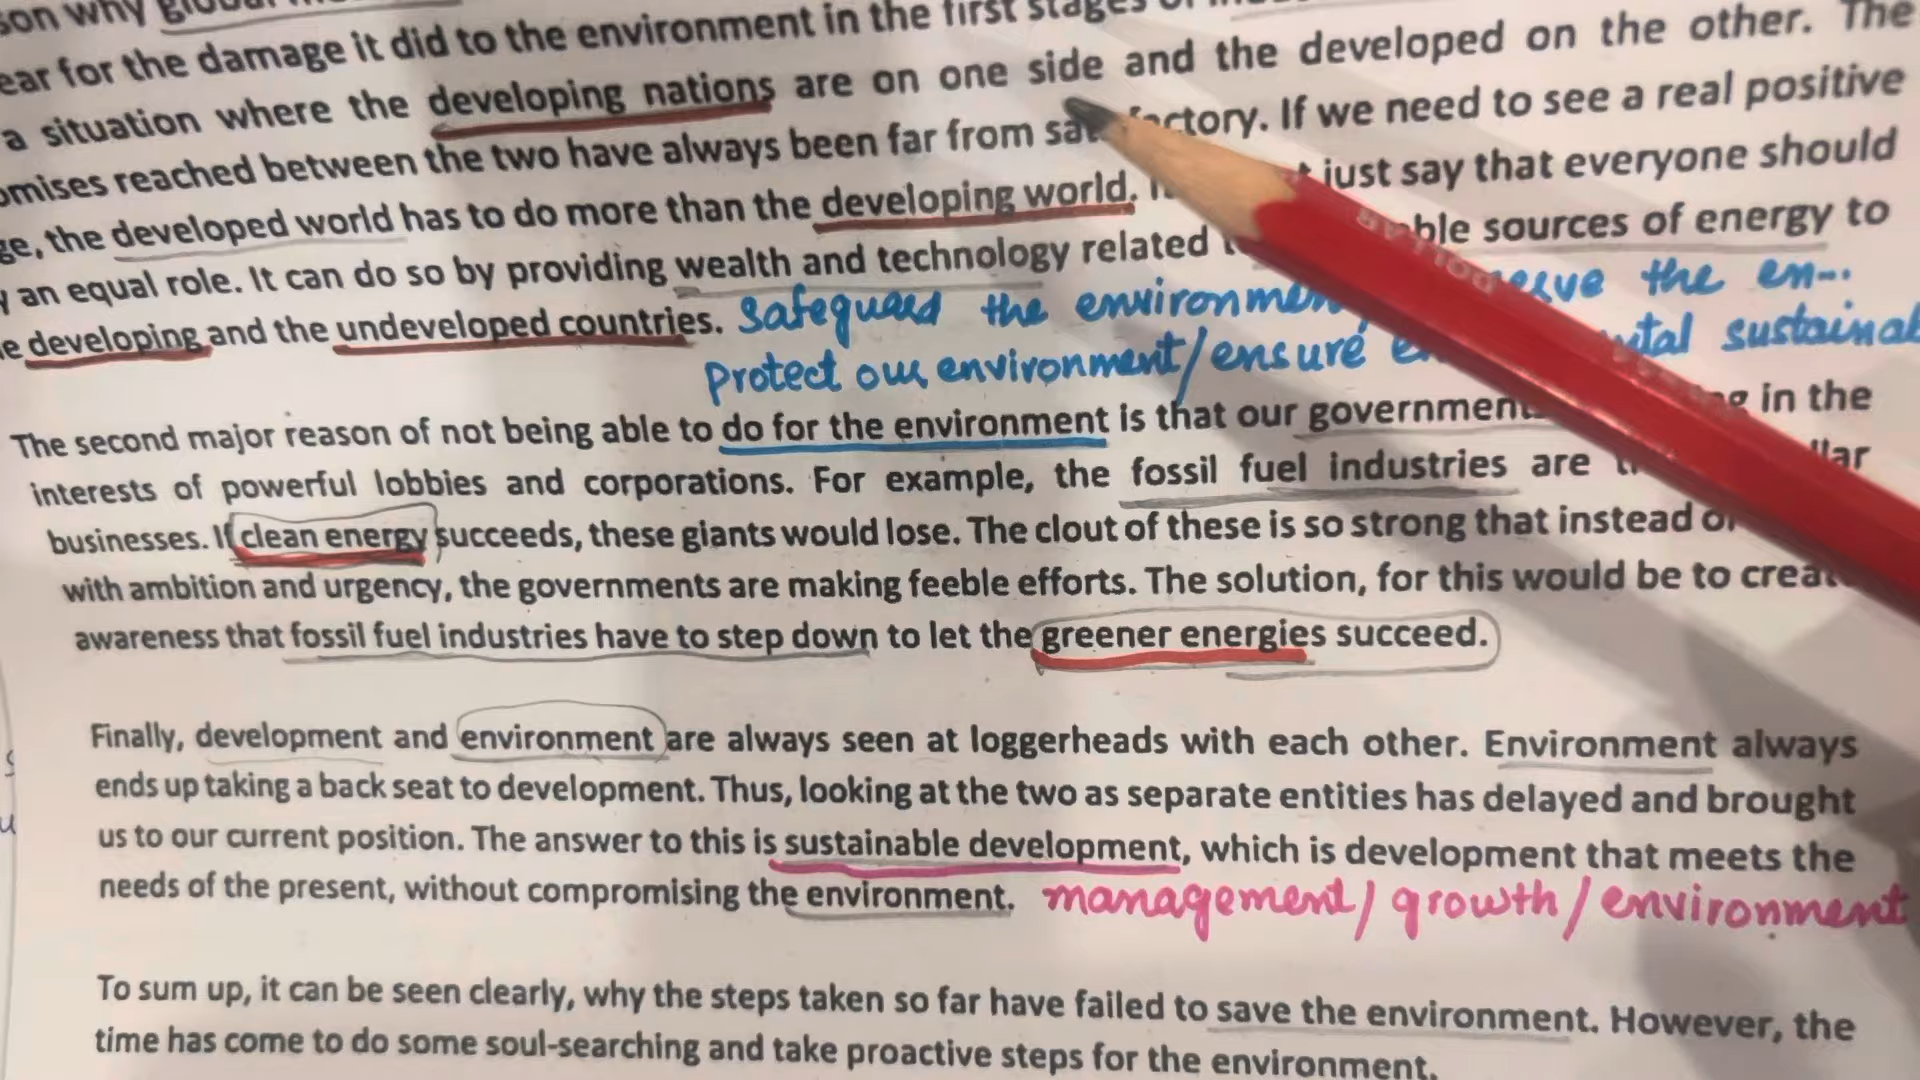 son why global
ear for the damage it did to the environment in the first stages of
a situation where the developing nations are on one side and the developed on the other. The
omises reached between the two have always been far from sat factory. If we need to see a real positive
ge, the developed world has to do more than the developing world. just say that everyone should
y an equal role. It can do so by providing wealth and technology related ble sources of energy to
e developing and the undeveloped countries. Safeguard the environmen erve the en...
Protect our environment/ensure en ntal sustainab
The second major reason of not being able to do for the environment is that our government g in the
interests of powerful lobbies and corporations. For example, the fossil fuel industries are llar
businesses. If clean energy succeeds, these giants would lose. The clout of these is so strong that instead of
with ambition and urgency, the governments are making feeble efforts. The solution, for this would be to create
awareness that fossil fuel industries have to step down to let the greener energies succeed.
Finally, development and environment are always seen at loggerheads with each other. Environment always
ends up taking a back seat to development. Thus, looking at the two as separate entities has delayed and brought
us to our current position. The answer to this is sustainable development, which is development that meets the
needs of the present, without compromising the environment. management/growth/environment
To sum up, it can be seen clearly, why the steps taken so far have failed to save the environment. However, the
time has come to do some soul-searching and take proactive steps for the environment.